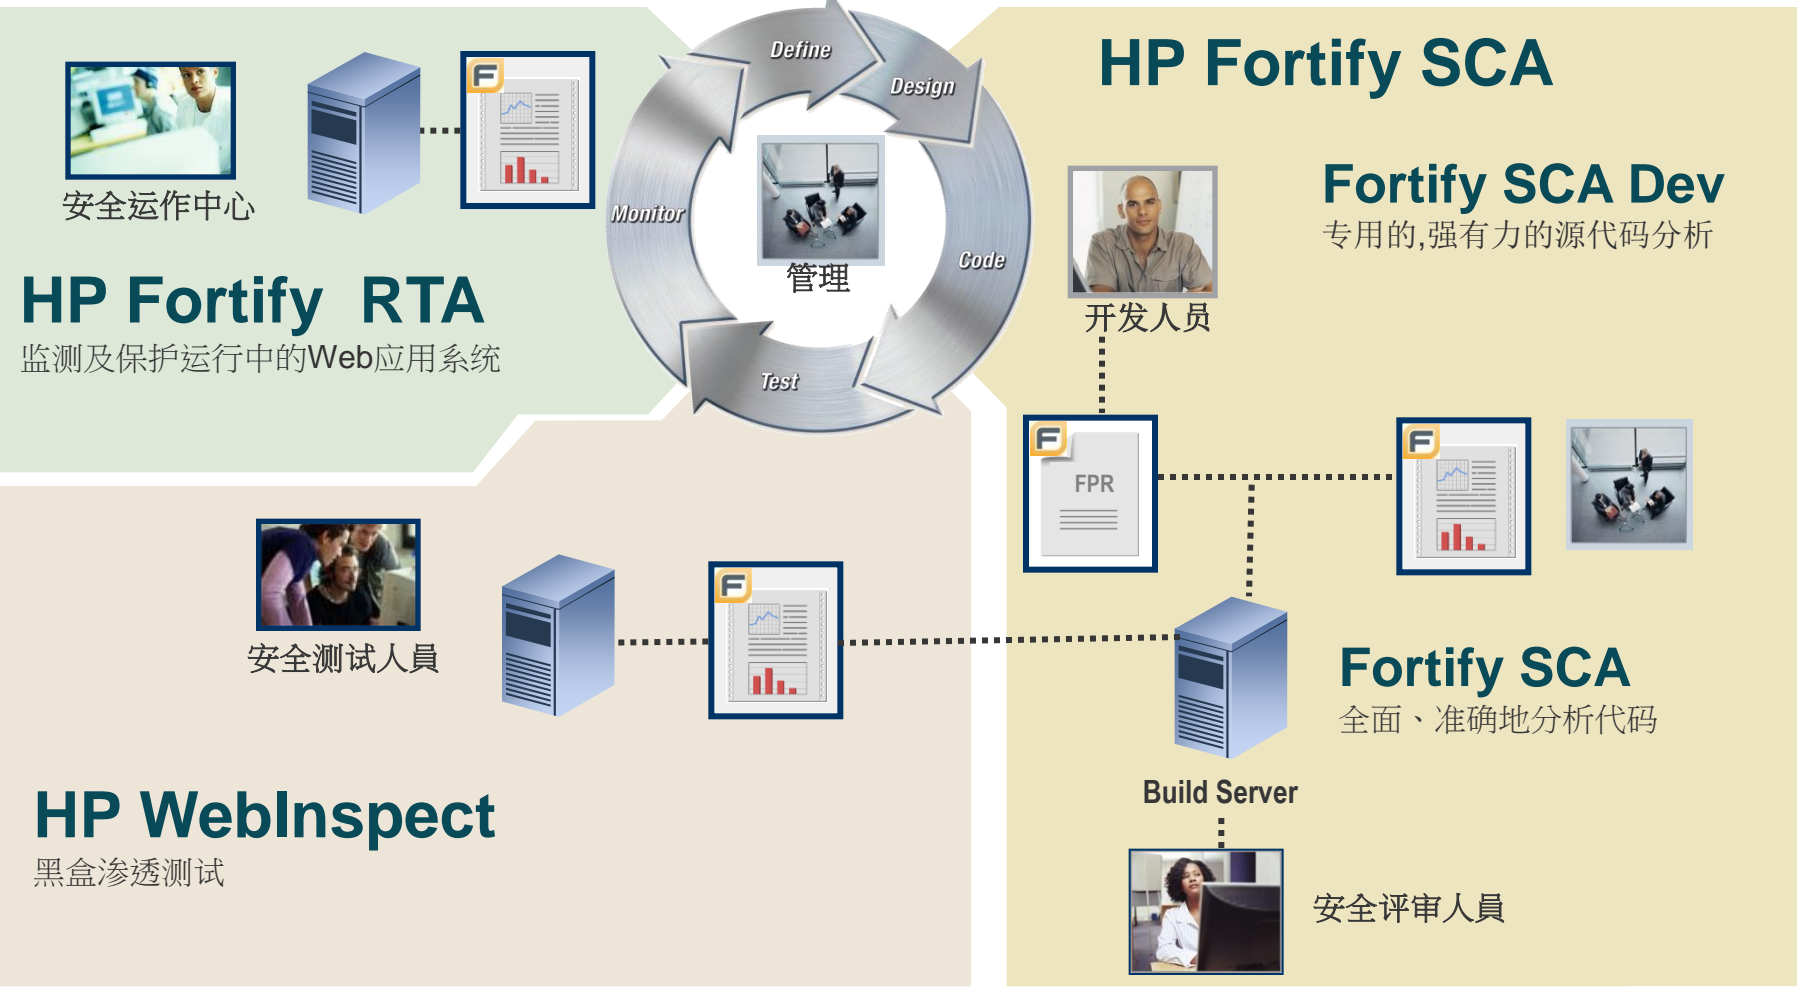 Define
Design
Code
Test
Monitor
管理
安全运作中心
F
HP Fortify RTA
监测及保护运行中的Web应用系统
HP Fortify SCA
Fortify SCA Dev
专用的,强有力的源代码分析
开发人员
F
FPR
F
Fortify SCA
全面、准确地分析代码
Build Server
安全评审人員
安全测试人員
F
HP WebInspect
黑盒渗透测试